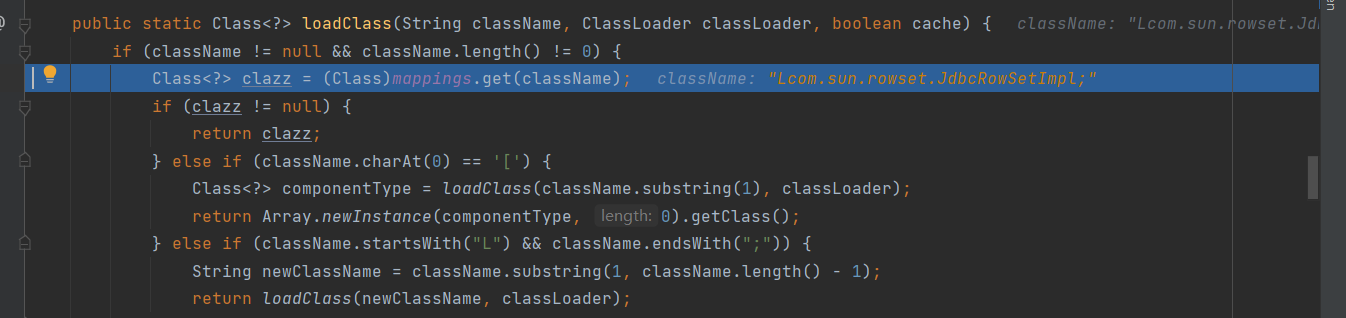 public static Class<?> loadClass(String className, ClassLoader classLoader, boolean cache) {   className: "Lcom.sun.rowset.Jdb
if (className != null && className.length() != 0) {
Class<?> clazz = (Class)mappings.get(className);   className: "Lcom.sun.rowset.JdbcRowSetImpl;"
if (clazz != null) {
return clazz;
} else if (className.charAt(0) == '[') {
Class<?> componentType = loadClass(className.substring(1), classLoader);
return Array.newInstance(componentType, length: 0).getClass();
} else if (className.startsWith("L") && className.endsWith(";")) {
String newClassName = className.substring(1, className.length() - 1);
return loadClass(newClassName, classLoader);